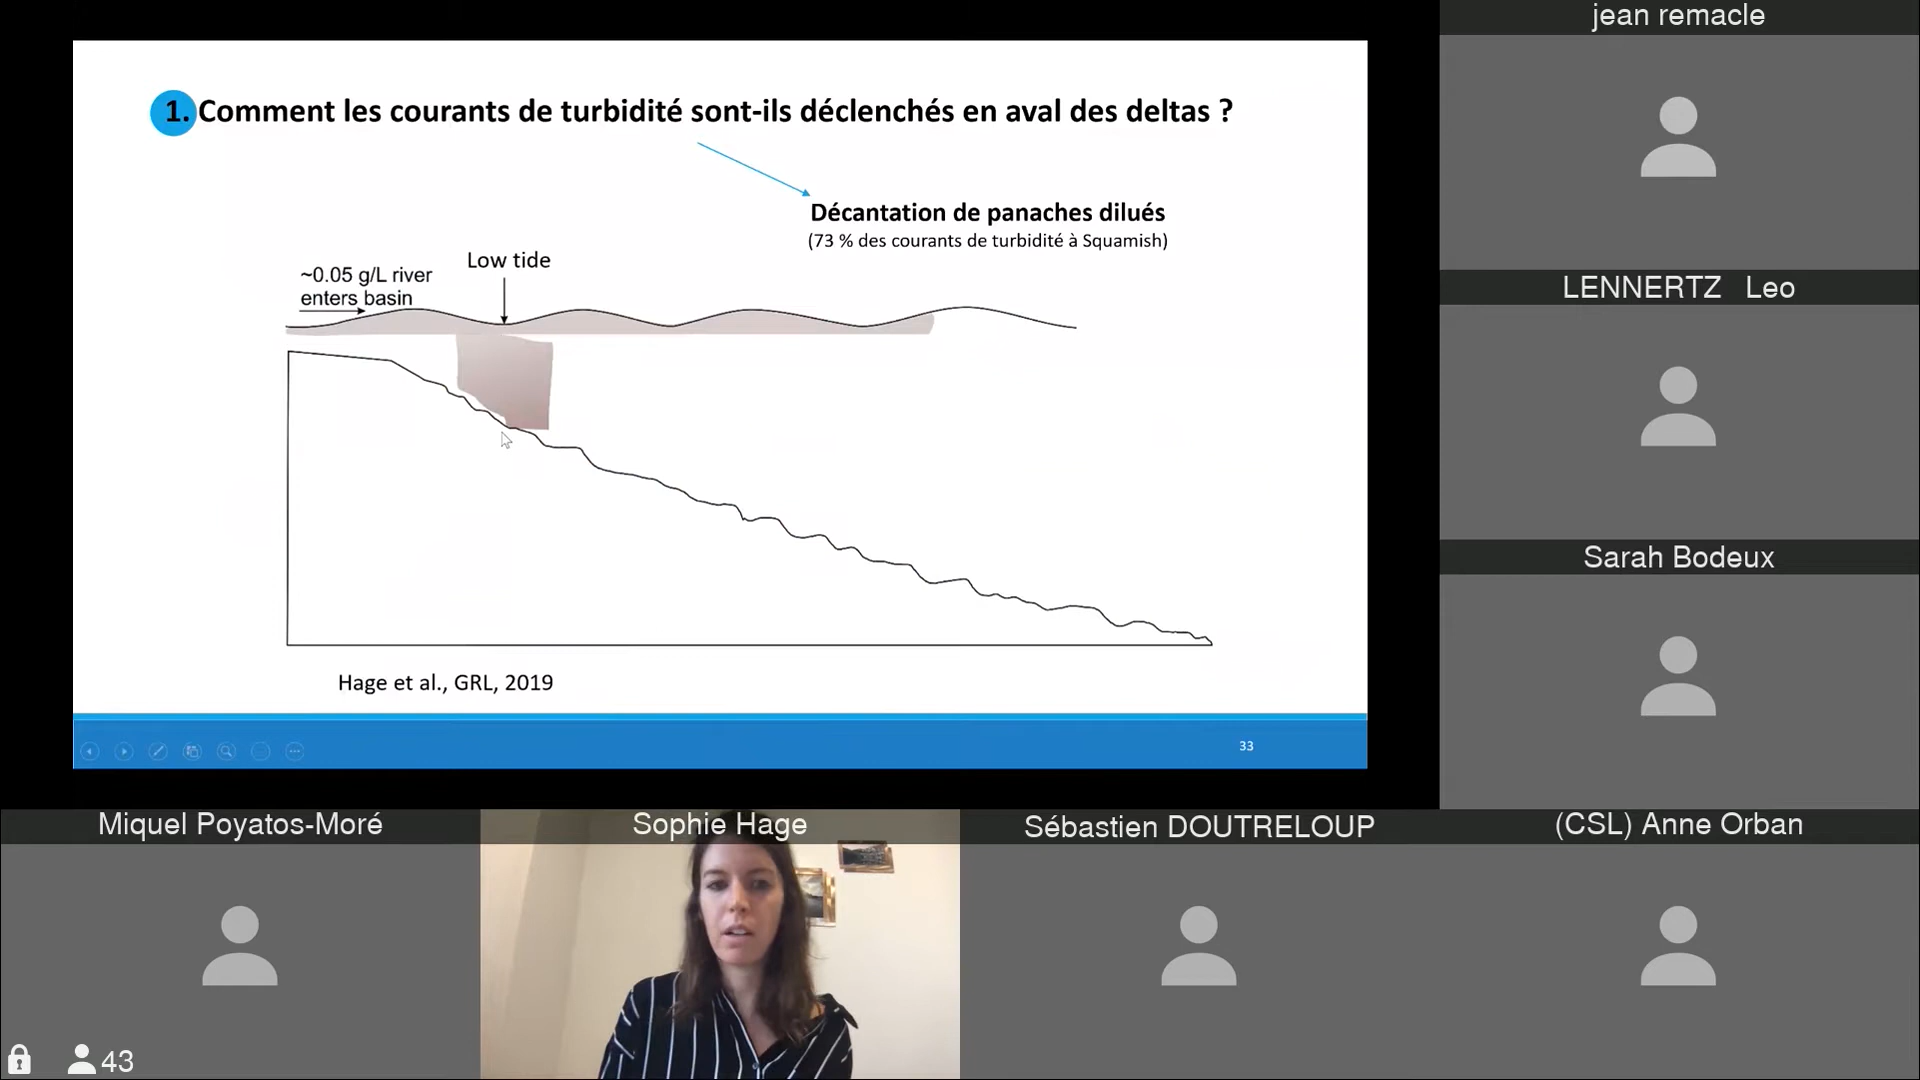 jean remacle
1. Comment les courants de turbidité sont-ils déclenchés en aval des deltas ?
Décantation de panaches dilués
(73 % des courants de turbidité à Squamish)
Low tide
~0.05 g/L river
enters basin
LENNERTZ Leo
Sarah Bodeux
Hage et al., GRL, 2019
33
Miquel Poyatos-Moré
Sophie Hage
Sébastien DOUTRELOUP
(CSL) Anne Orban
43